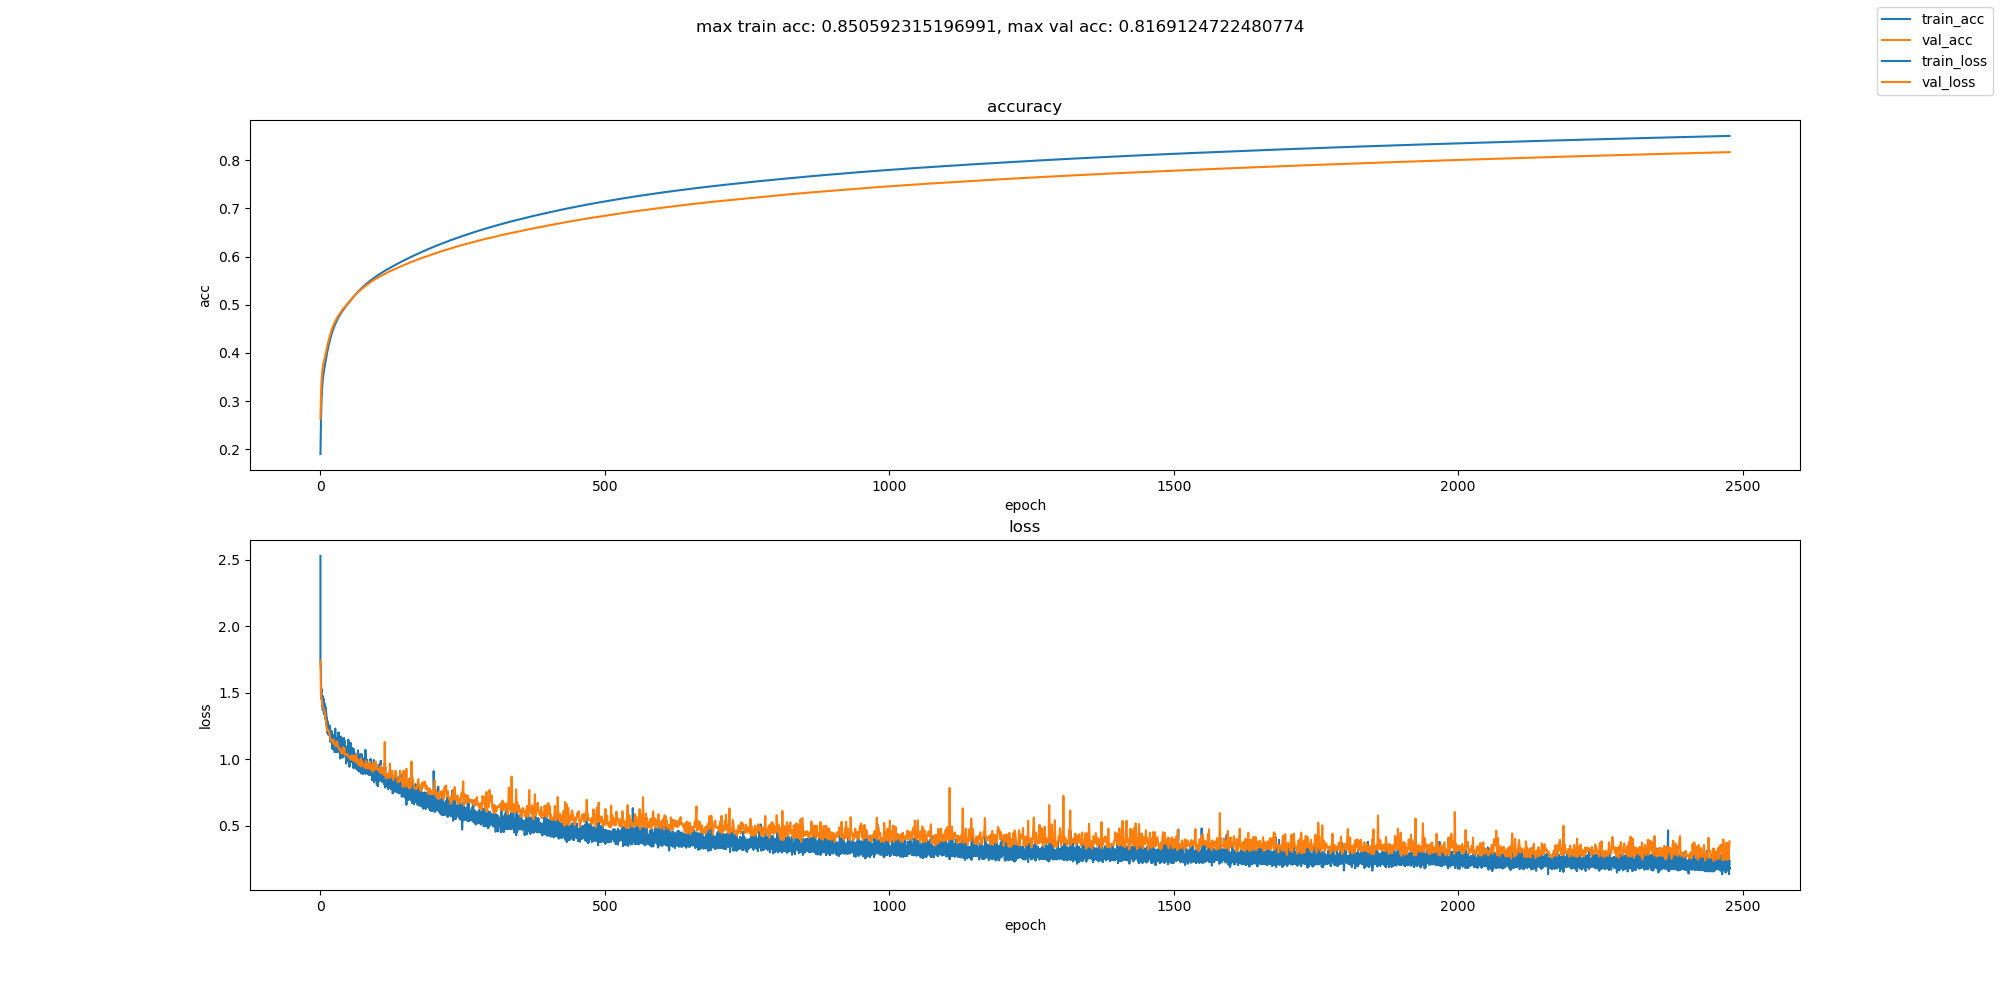 max train acc: 0.850592315196991, max val acc: 0.8169124722480774
train_acc
val_acc
train_loss
val_loss
accuracy
acc
0.8
0.7
0.6
0.5
0.4
0.3
0.2
0 500 1000 1500 2000 2500
epoch
loss
loss
2.5
2.0
1.5
1.0
0.5
0 500 1000 1500 2000 2500
epoch